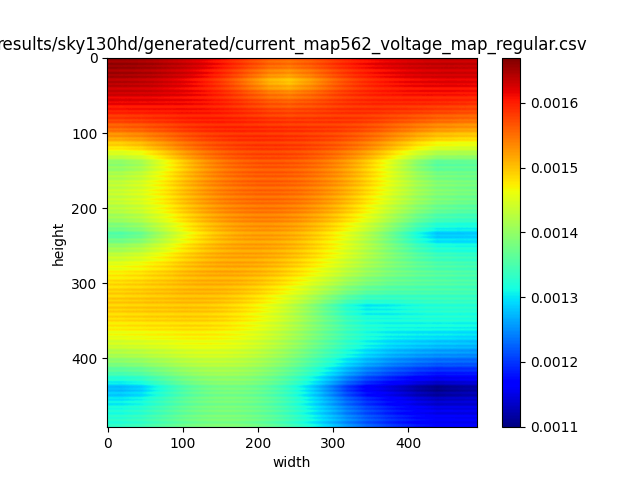 results/sky130hd/generated/current_map562_voltage_map_regular.csv
0
100
200
300
400
height
0 100 200 300 400
width
0.0016
0.0015
0.0014
0.0013
0.0012
0.0011